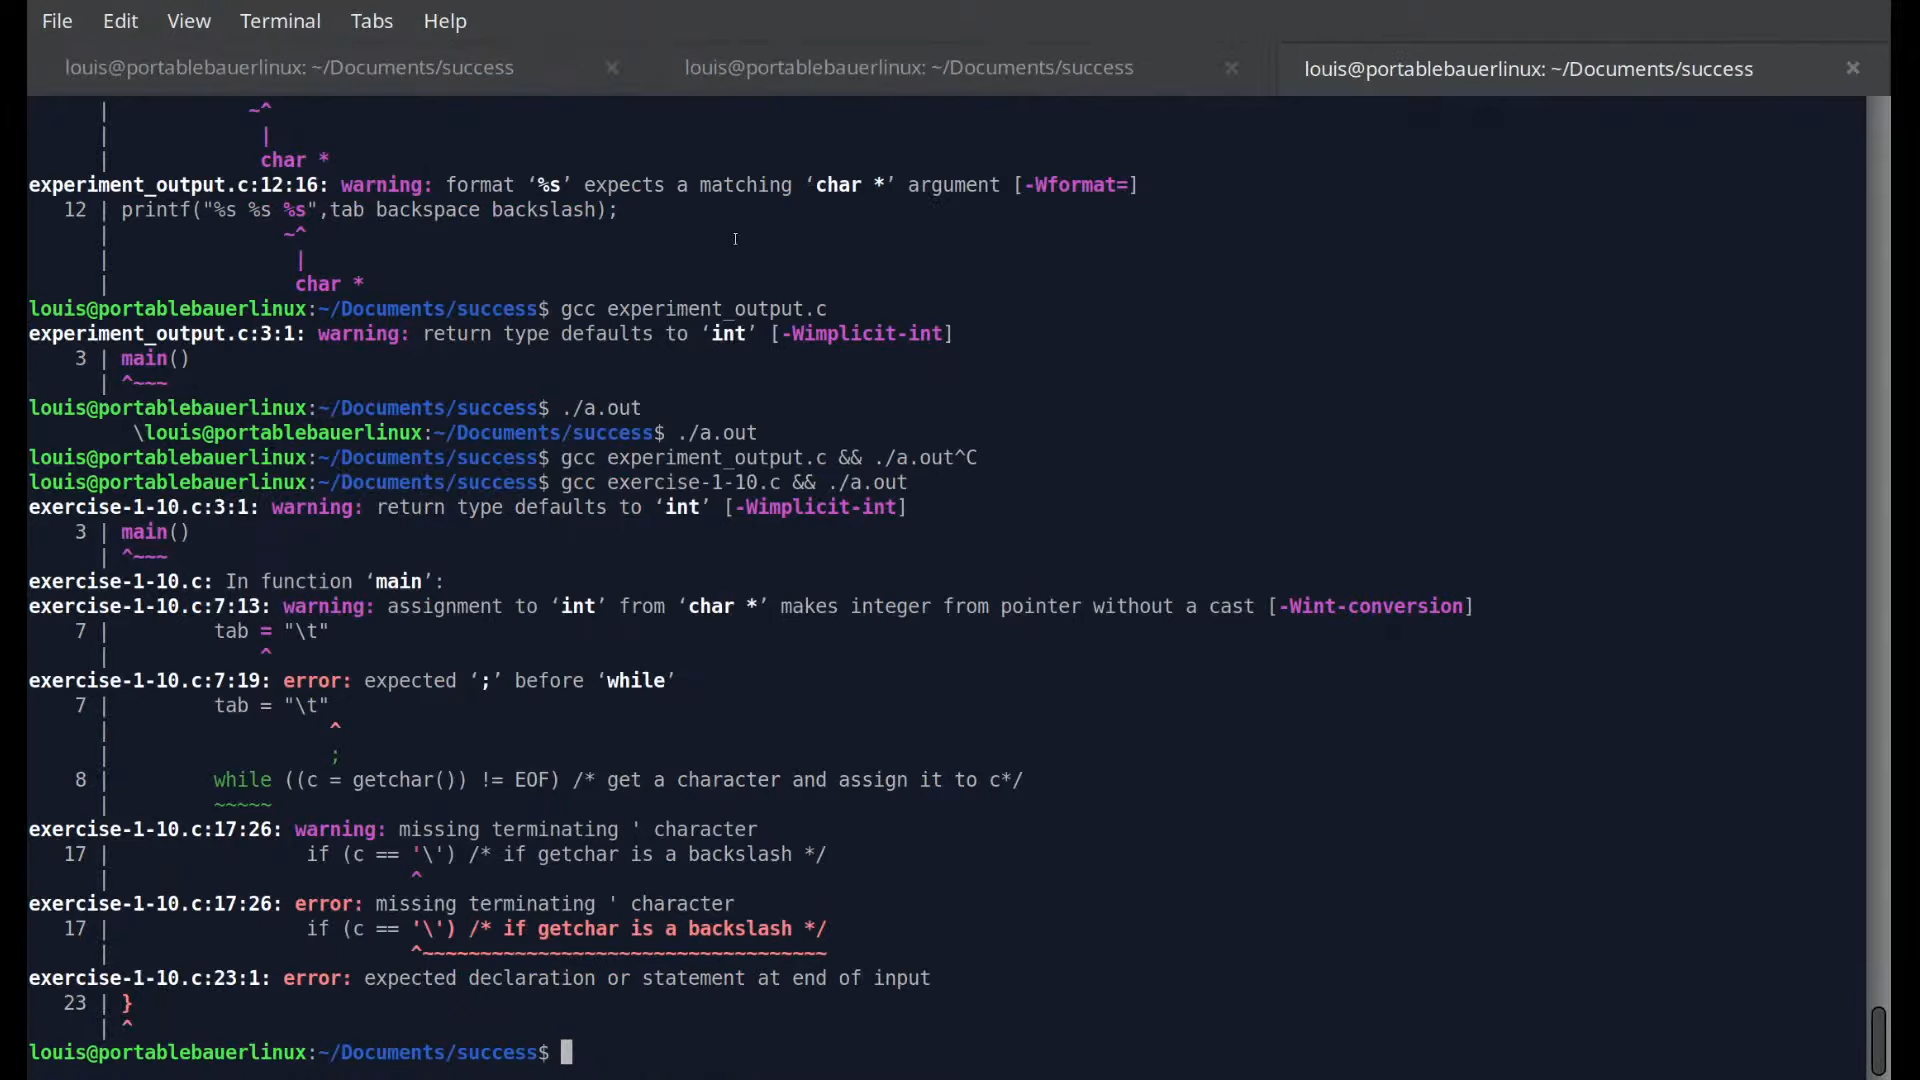 File Edit View Terminal Tabs Help
louis@portablebauerlinux: ~/Documents/success × louis@portablebauerlinux: ~/Documents/success × louis@portablebauerlinux: ~/Documents/success ×
| ~^
| |
| char *
experiment_output.c:12:16: warning: format ‘%s’ expects a matching ‘char *’ argument [-Wformat=]
12 | printf("%s %s %s",tab backspace backslash);
| ~^
| |
| char *
louis@portablebauerlinux:~/Documents/success$ gcc experiment_output.c
experiment_output.c:3:1: warning: return type defaults to ‘int’ [-Wimplicit-int]
3 | main()
| ^~~~
louis@portablebauerlinux:~/Documents/success$ ./a.out
\louis@portablebauerlinux:~/Documents/success$ ./a.out
louis@portablebauerlinux:~/Documents/success$ gcc experiment_output.c && ./a.out^C
louis@portablebauerlinux:~/Documents/success$ gcc exercise-1-10.c && ./a.out
exercise-1-10.c:3:1: warning: return type defaults to ‘int’ [-Wimplicit-int]
3 | main()
| ^~~~
exercise-1-10.c: In function ‘main’:
exercise-1-10.c:7:13: warning: assignment to ‘int’ from ‘char *’ makes integer from pointer without a cast [-Wint-conversion]
7 | tab = "\t"
| ^
exercise-1-10.c:7:19: error: expected ‘;’ before ‘while’
7 | tab = "\t"
| ^
| ;
8 | while ((c = getchar()) != EOF) /* get a character and assign it to c*/
| ~~~~~
exercise-1-10.c:17:26: warning: missing terminating ' character
17 | if (c == '\') /* if getchar is a backslash */
| ^
exercise-1-10.c:17:26: error: missing terminating ' character
17 | if (c == '\') /* if getchar is a backslash */
| ^~~~~~~~~~~~~~~~~~~~~~~~~~~~~~~~~~~~
exercise-1-10.c:23:1: error: expected declaration or statement at end of input
23 | }
| ^
louis@portablebauerlinux:~/Documents/success$